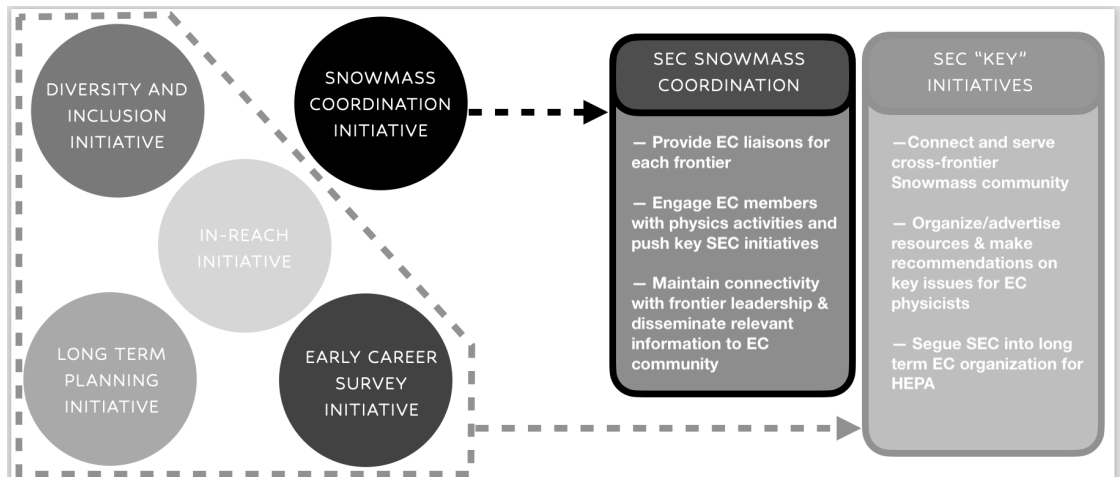 DIVERSITY AND
INCLUSION
INITIATIVE
SNOWMASS
COORDINATION
INITIATIVE
IN-REACH
INITIATIVE
LONG TERM
PLANNING
INITIATIVE
EARLY CAREER
SURVEY
INITIATIVE
SEC SNOWMASS
COORDINATION
— Provide EC liaisons for
each frontier
— Engage EC members
with physics activities and
push key SEC initiatives
— Maintain connectivity
with frontier leadership &
disseminate relevant
information to EC
community
SEC “KEY”
INITIATIVES
—Connect and serve
cross-frontier
Snowmass community
— Organize/advertise
resources & make
recommendations on
key issues for EC
physicists
— Segue SEC into long
term EC organization for
HEPA